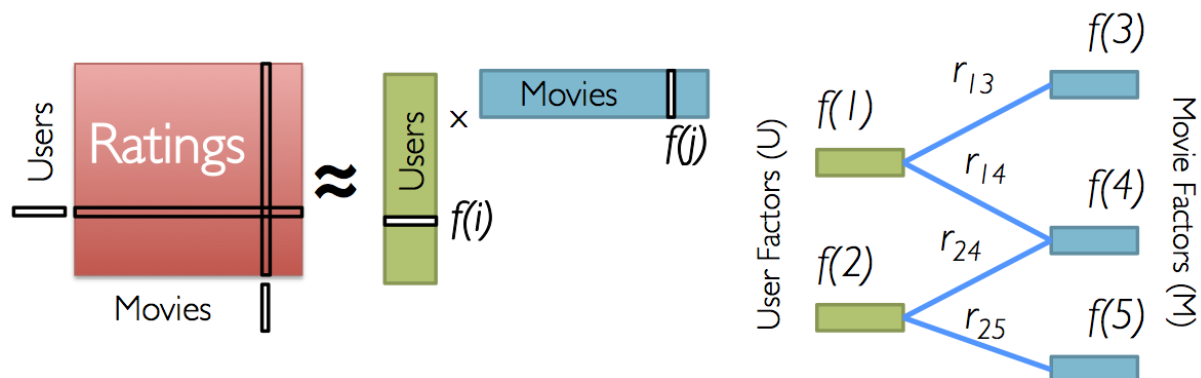 Users
Ratings
Movies
≈
Users
f(i)
x
Movies
f(j)
User Factors (U)
f(1)
f(2)
r13
r14
r24
r25
f(3)
f(4)
f(5)
Movie Factors (M)